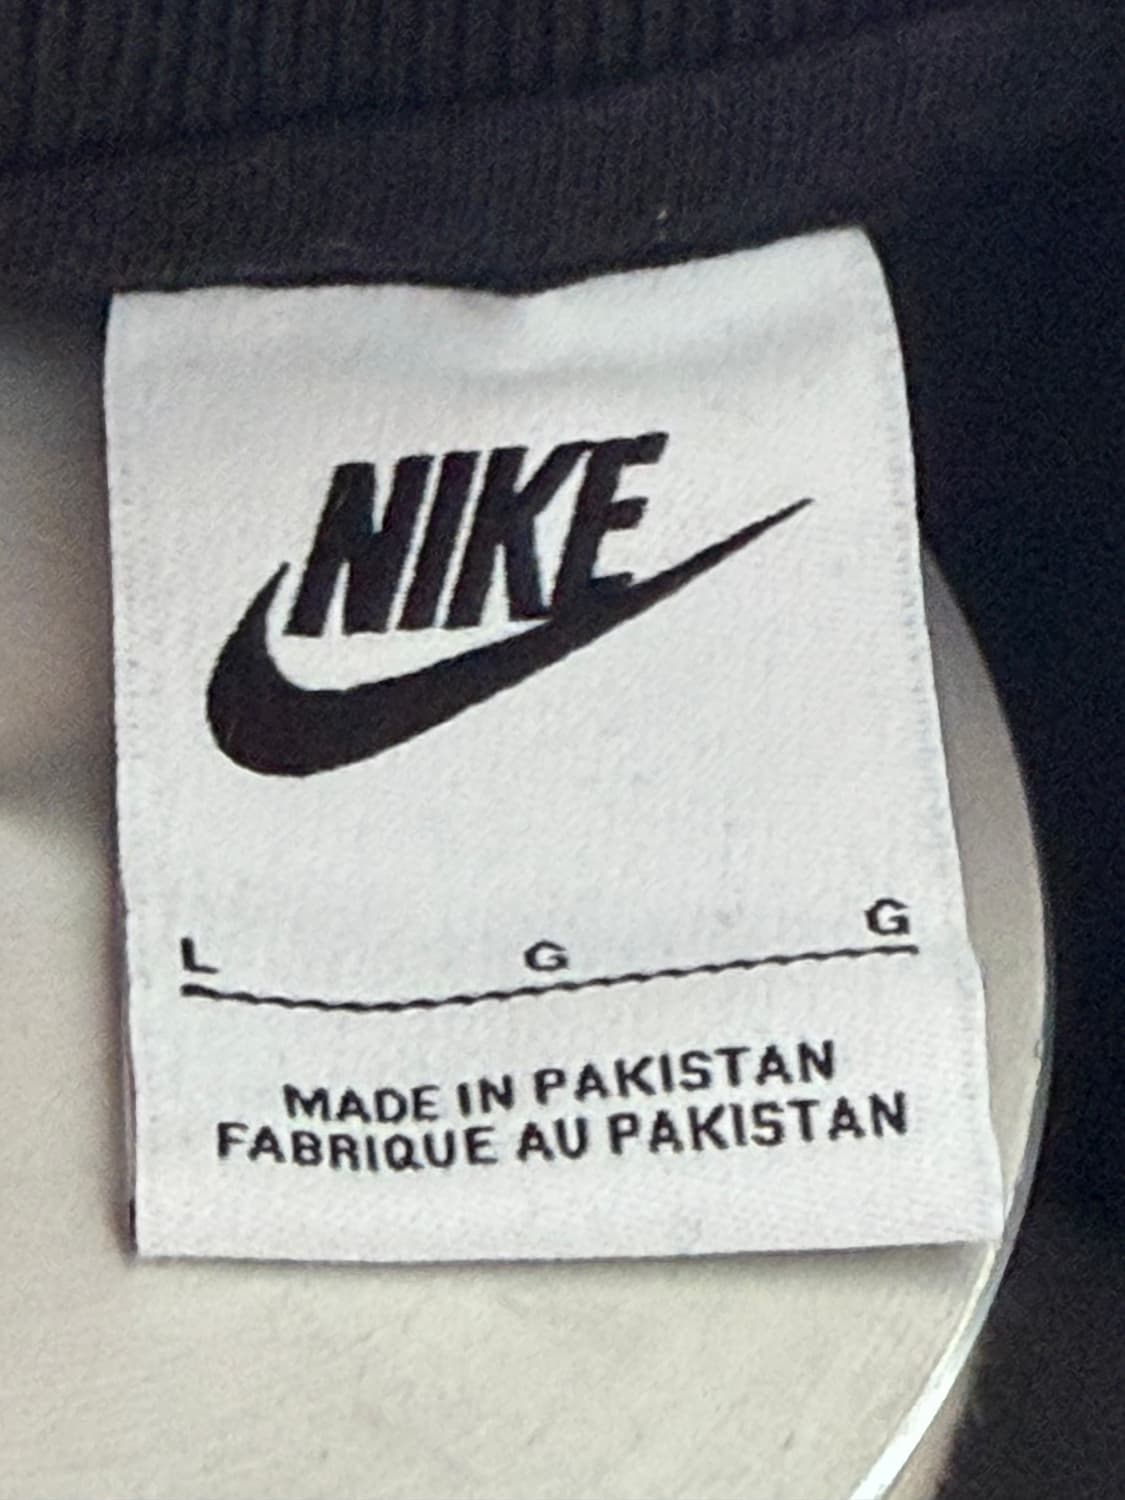 NIKE
L G G
MADE IN PAKISTAN
FABRIQUE AU PAKISTAN